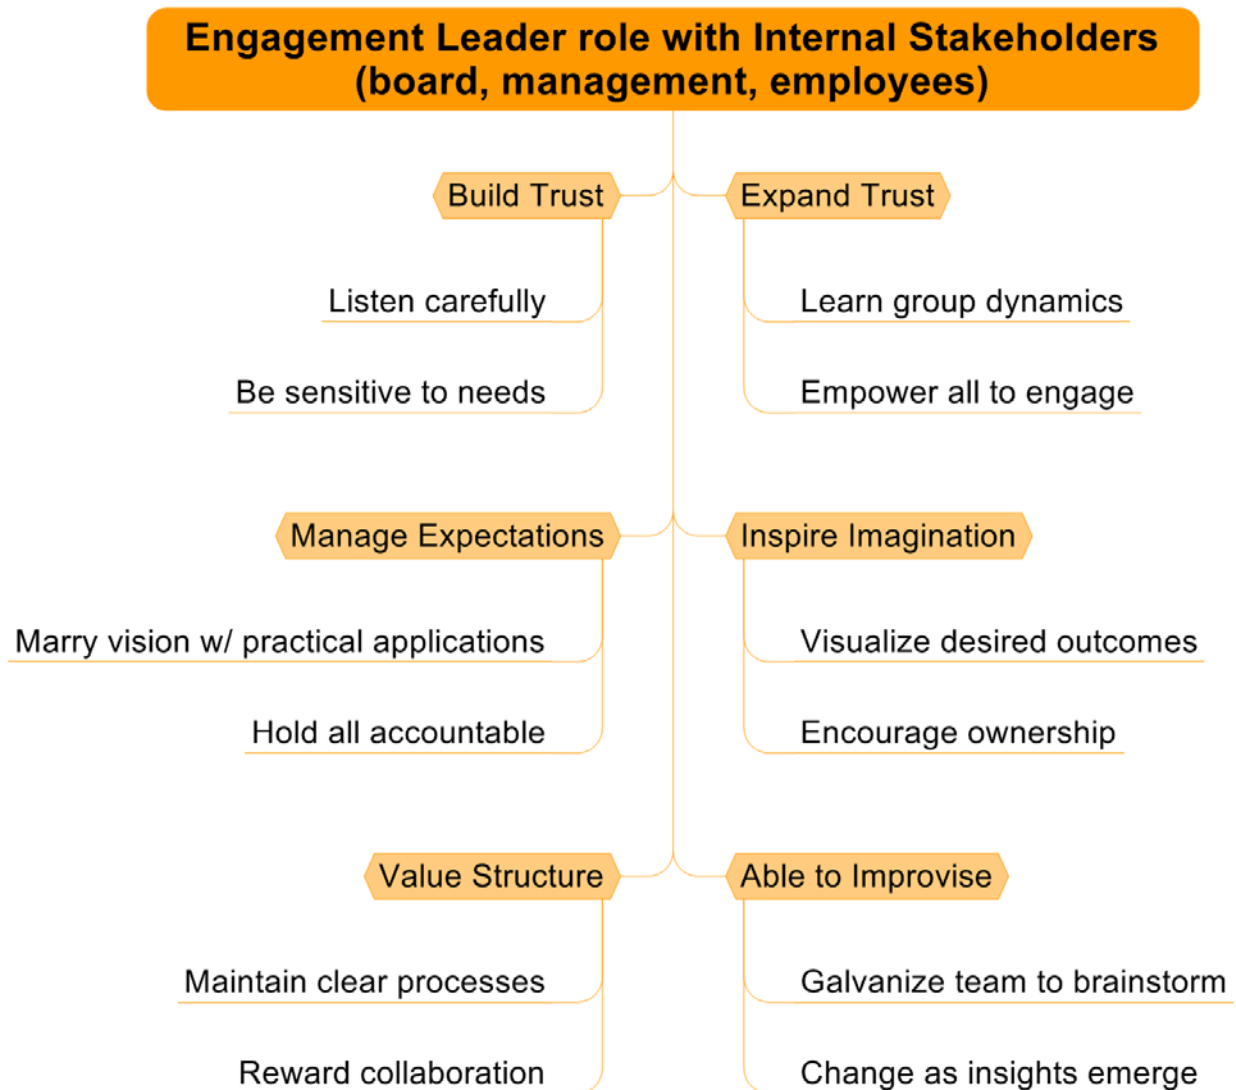 Engagement Leader role with Internal Stakeholders
(board, management, employees)
Build Trust
Listen carefully
Be sensitive to needs
Expand Trust
Learn group dynamics
Empower all to engage
Manage Expectations
Marry vision w/ practical applications
Hold all accountable
Inspire Imagination
Visualize desired outcomes
Encourage ownership
Value Structure
Maintain clear processes
Reward collaboration
Able to Improvise
Galvanize team to brainstorm
Change as insights emerge